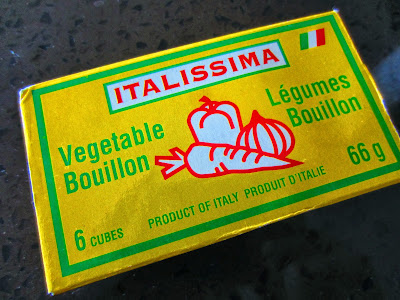 ITALISSIMA
Vegetable
Bouillon
Légumes
Bouillon
66 g
6 CUBES
PRODUCT OF ITALY PRODUIT D'ITALIE